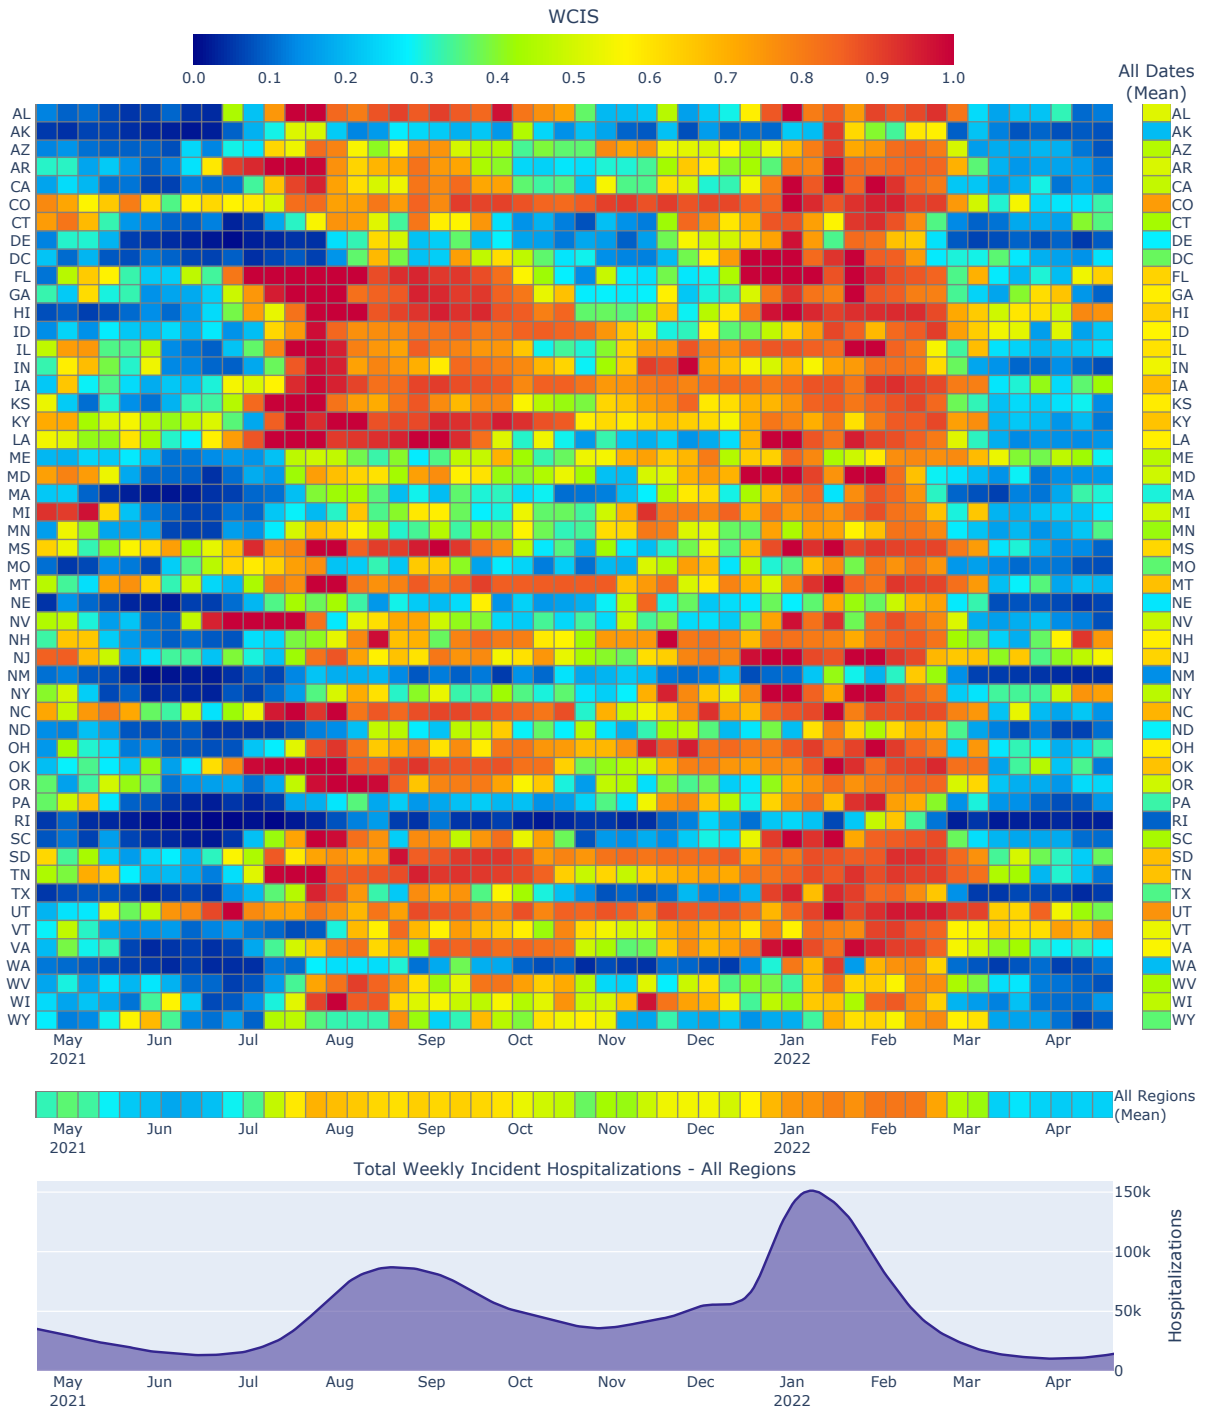 WCIS
0.0 0.1 0.2 0.3 0.4 0.5 0.6 0.7 0.8 0.9 1.0
All Dates
(Mean)
AL AL
AK AK
AZ AZ
AR AR
CA CA
CO CO
CT CT
DE DE
DC DC
FL FL
GA GA
HI HI
ID ID
IL IL
IN IN
IA IA
KS KS
KY KY
LA LA
ME ME
MD MD
MA MA
MI MI
MN MN
MS MS
MO MO
MT MT
NE NE
NV NV
NH NH
NJ NJ
NM NM
NY NY
NC NC
ND ND
OH OH
OK OK
OR OR
PA PA
RI RI
SC SC
SD SD
TN TN
TX TX
UT UT
VT VT
VA VA
WA WA
WV WV
WI WI
WY WY
May Jun Jul Aug Sep Oct Nov Dec Jan Feb Mar Apr
2021 2022
All Regions
(Mean)
May Jun Jul Aug Sep Oct Nov Dec Jan Feb Mar Apr
2021 2022
Total Weekly Incident Hospitalizations - All Regions
150k
100k
50k
0
Hospitalizations
May Jun Jul Aug Sep Oct Nov Dec Jan Feb Mar Apr
2021 2022